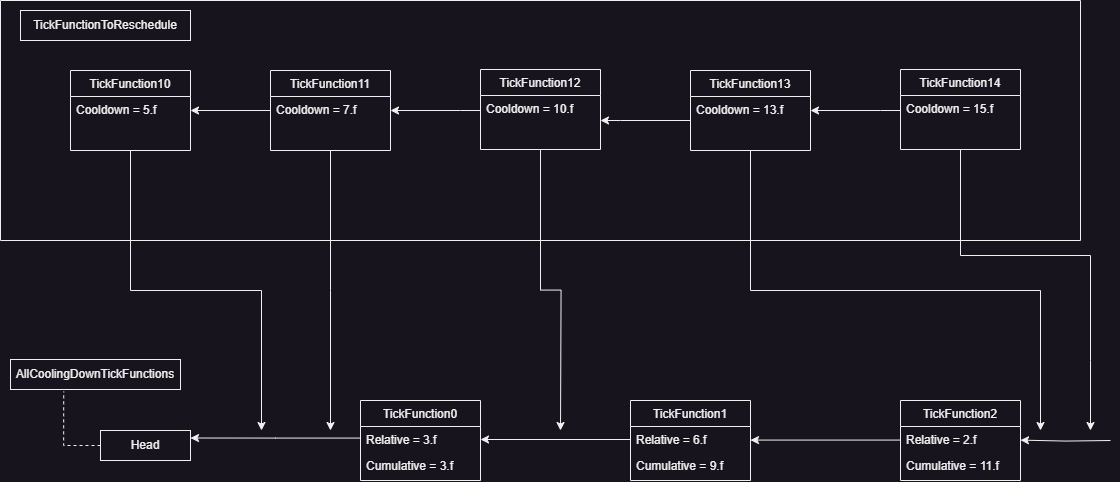 TickFunctionToReschedule
TickFunction10
Cooldown = 5.f
TickFunction11
Cooldown = 7.f
TickFunction12
Cooldown = 10.f
TickFunction13
Cooldown = 13.f
TickFunction14
Cooldown = 15.f
AllCoolingDownTickFunctions
Head
TickFunction0
Relative = 3.f
Cumulative = 3.f
TickFunction1
Relative = 6.f
Cumulative = 9.f
TickFunction2
Relative = 2.f
Cumulative = 11.f